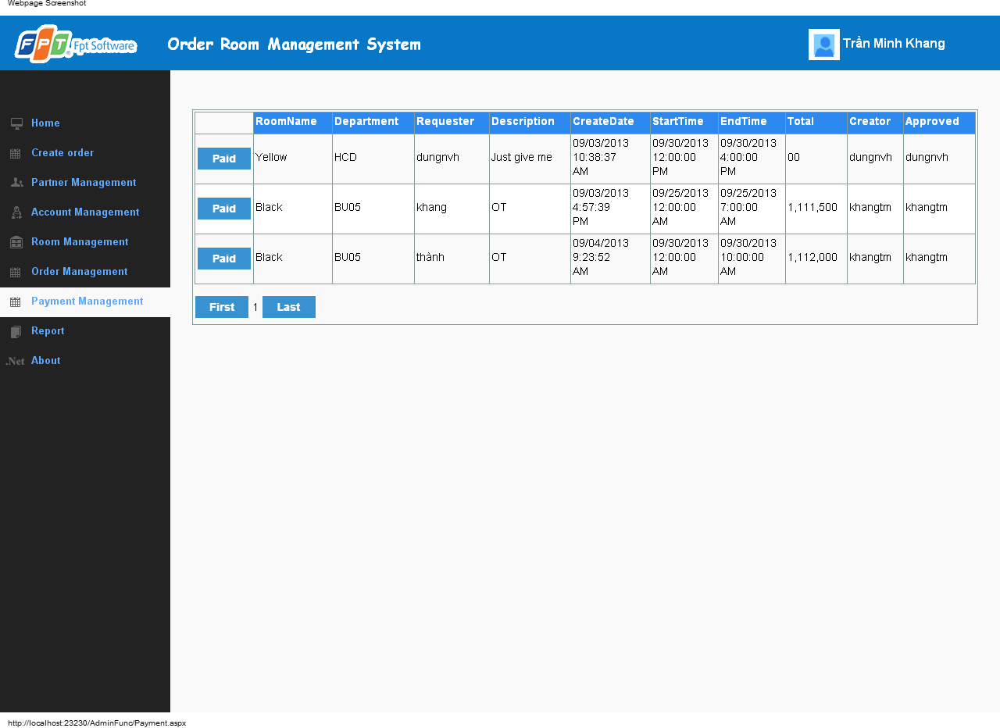 Webpage Screenshot
FPT® Fpt Software
Order Room Management System
Trần Minh Khang
Home
Create order
Partner Management
Account Management
Room Management
Order Management
Payment Management
Report
.Net About
RoomName Department Requester Description CreateDate StartTime EndTime Total Creator Approved
Paid Yellow HCD dungnvh Just give me 09/03/2013 10:38:37 AM 09/30/2013 12:00:00 PM 09/30/2013 4:00:00 PM 00 dungnvh dungnvh
Paid Black BU05 khang OT 09/03/2013 4:57:39 PM 09/25/2013 12:00:00 AM 09/25/2013 7:00:00 AM 1,111,500 khangtm khangtm
Paid Black BU05 thành OT 09/04/2013 9:23:52 AM 09/30/2013 12:00:00 AM 09/30/2013 10:00:00 AM 1,112,000 khangtm khangtm
First 1 Last
http://localhost:23230/AdminFunc/Payment.aspx